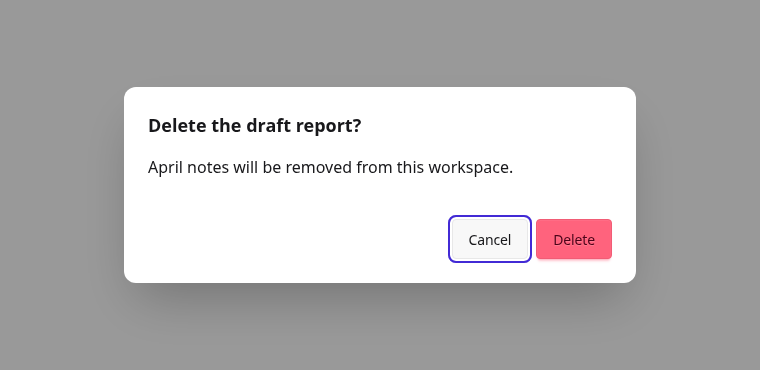 Delete the draft report?
April notes will be removed from this workspace.
Cancel Delete